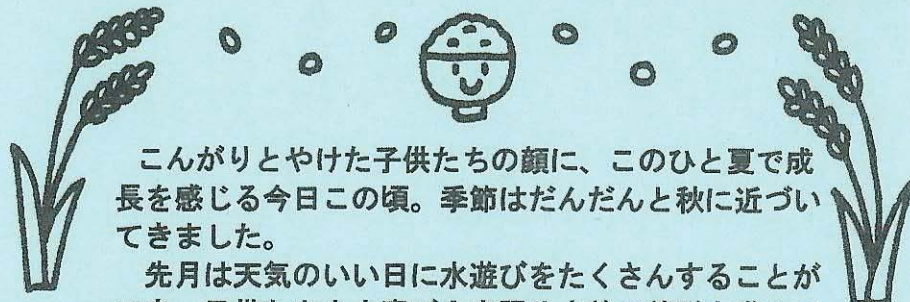 こんがりとやけた子供たちの顔に、このひと夏で成
長を感じる今日この頃。季節はだんだんと秋に近づい
てきました。
先月は天気のいい日に水遊びをたくさんすることが